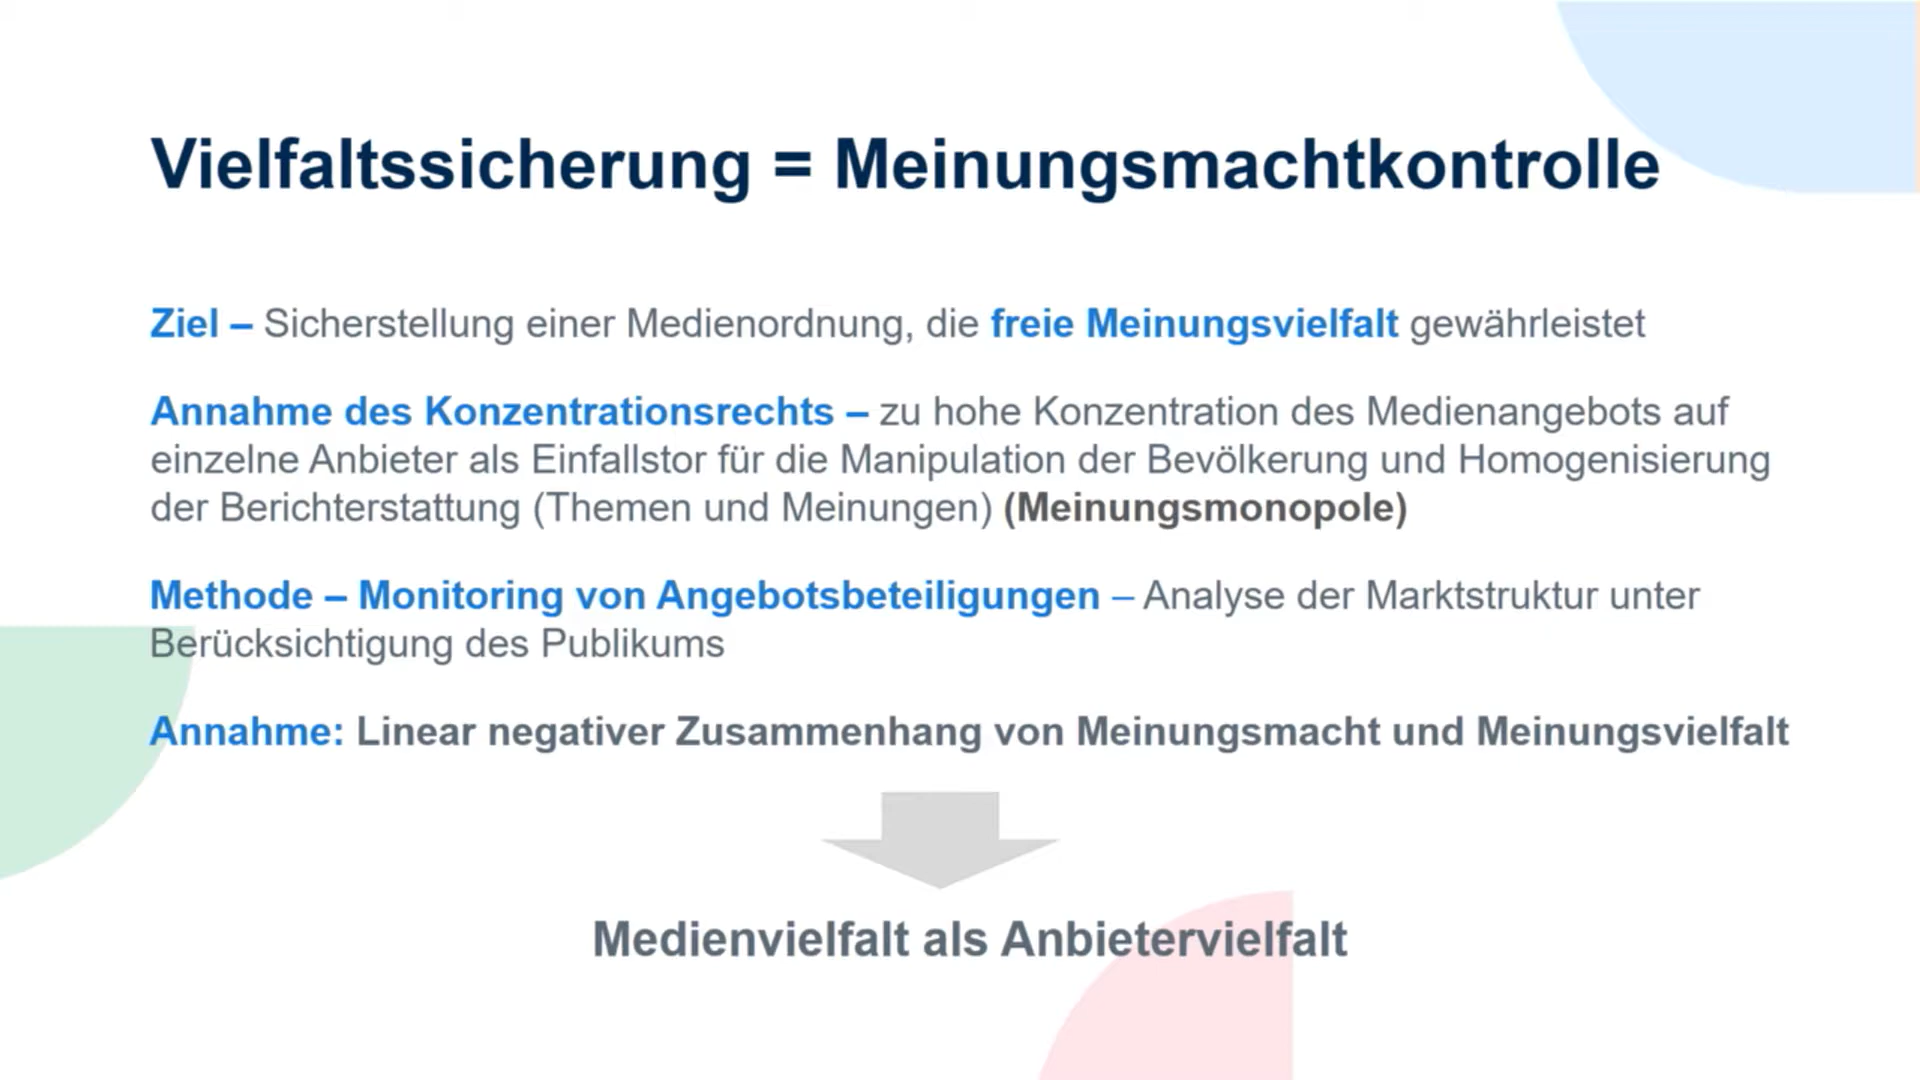 Vielfaltssicherung = Meinungsmachtkontrolle
Ziel – Sicherstellung einer Medienordnung, die freie Meinungsvielfalt gewährleistet
Annahme des Konzentrationsrechts – zu hohe Konzentration des Medienangebots auf
einzelne Anbieter als Einfallstor für die Manipulation der Bevölkerung und Homogenisierung
der Berichterstattung (Themen und Meinungen) (Meinungsmonopole)
Methode – Monitoring von Angebotsbeteiligungen – Analyse der Marktstruktur unter
Berücksichtigung des Publikums
Annahme: Linear negativer Zusammenhang von Meinungsmacht und Meinungsvielfalt
Medienvielfalt als Anbietervielfalt